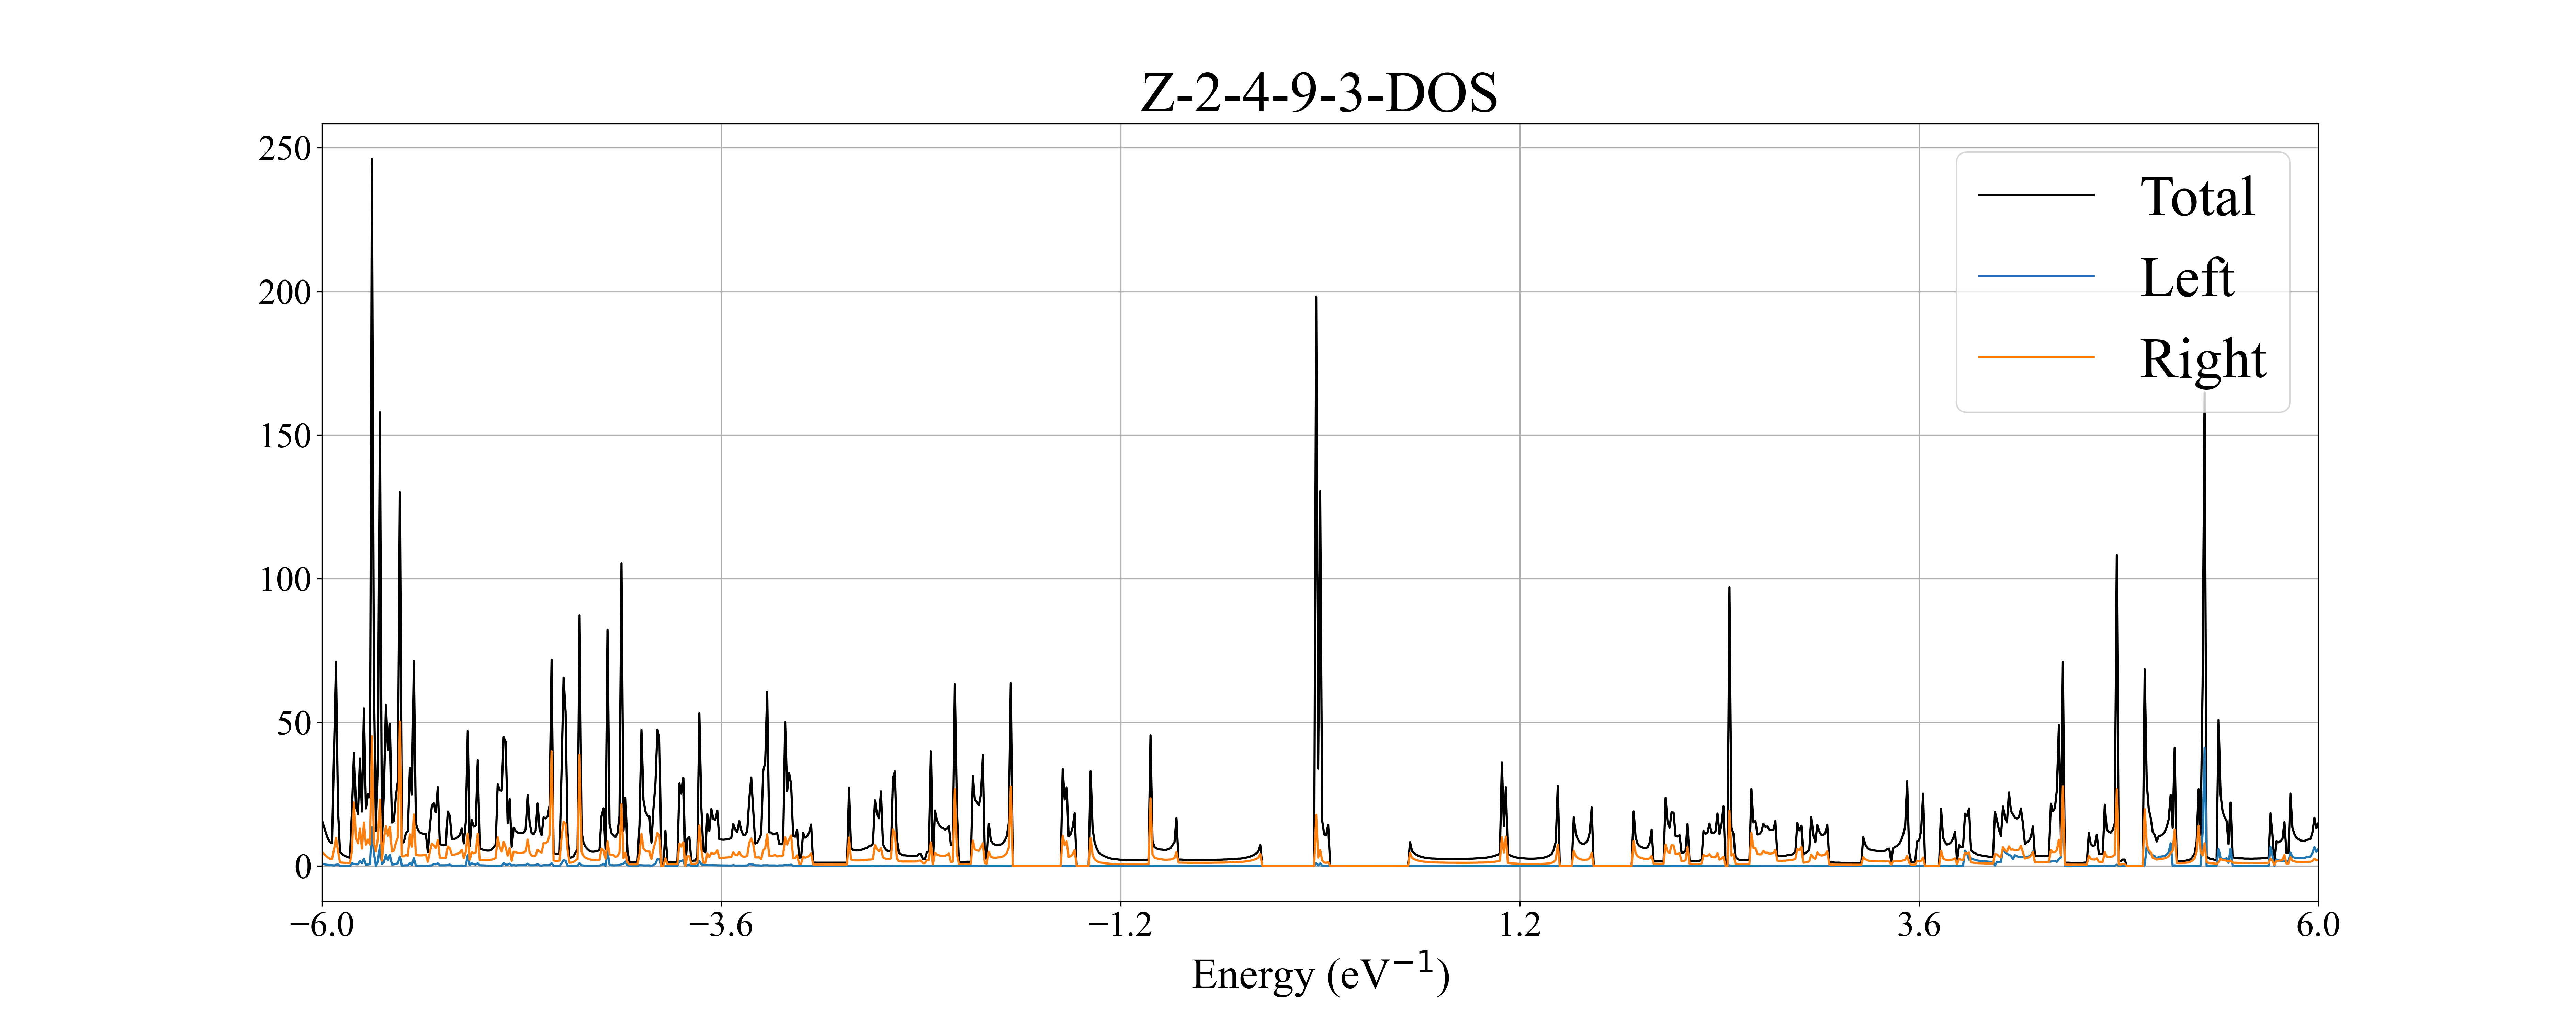 Z-2-4-9-3-DOS
250
200
150
100
50
0
Total
Left
Right
−6.0 −3.6 −1.2 1.2 3.6 6.0
Energy (eV⁻¹)